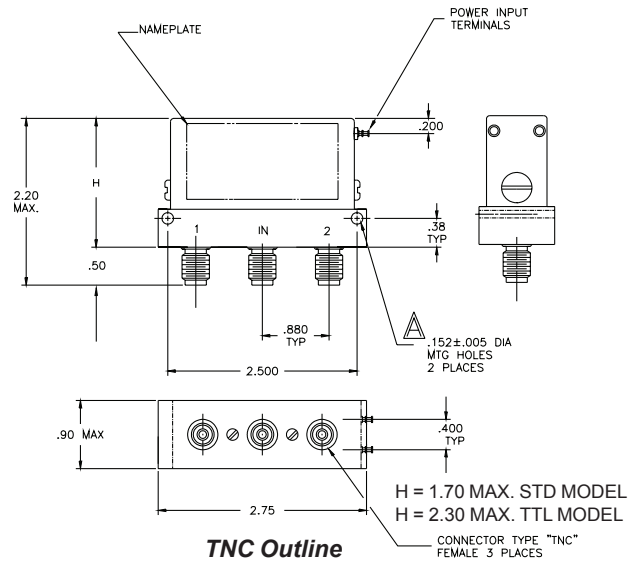 POWER INPUT
TERMINALS
NAMEPLATE
.200
H
2.20
MAX.
.38
TYP
1
IN
2
.50
.880
TYP
A
.152±.005 DIA
MTG HOLES
2 PLACES
2.500
.90 MAX
.400
TYP
H = 1.70 MAX. STD MODEL
H = 2.30 MAX. TTL MODEL
2.75
CONNECTOR TYPE "TNC"
FEMALE 3 PLACES
TNC Outline